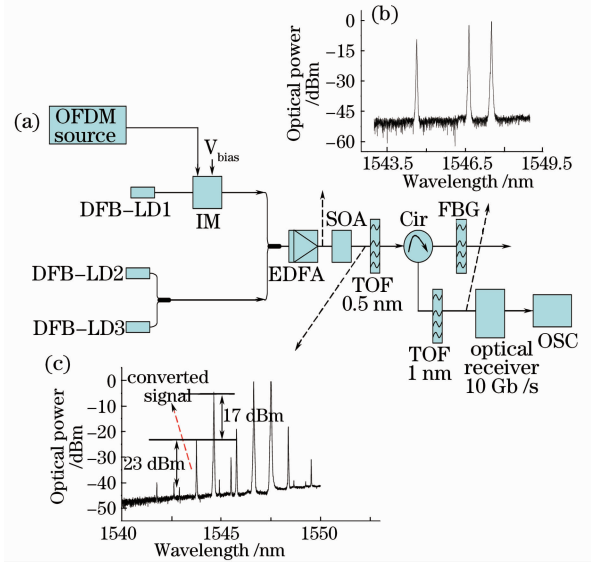 (a)
OFDM
source
V bias
DFB-LD1
IM
DFB-LD2
DFB-LD3
EDFA
SOA
TOF
0.5 nm
Cir
FBG
TOF
1 nm
optical
receiver
10 Gb/s
OSC
(b)
Optical power
/dBm
0
-15
-30
-45
-60
1543.5
1546.5
1549.5
Wavelength /nm
(c)
Optical power
/dBm
0
-10
-20
-30
-40
-50
converted
signal
17 dBm
23 dBm
1540
1545
1550
Wavelength /nm